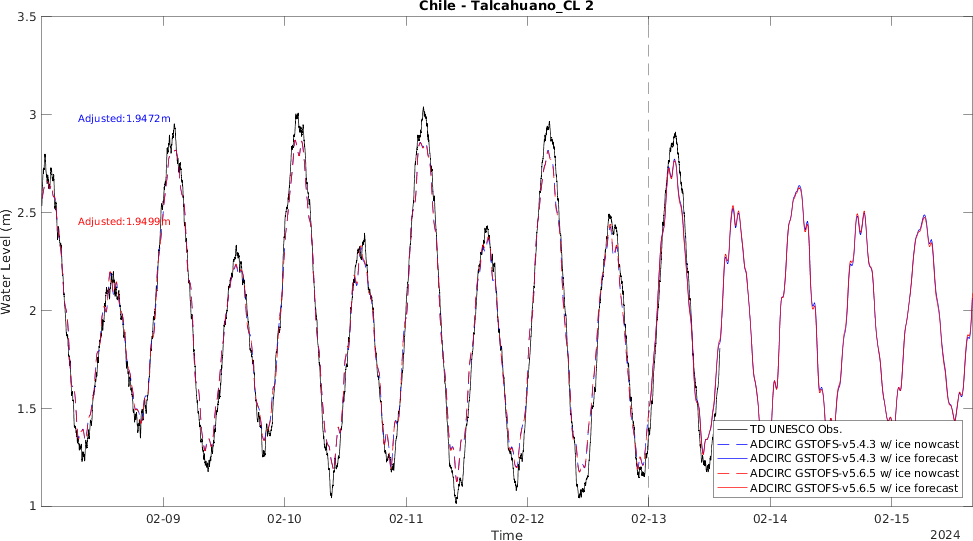 Chile - Talcahuano_CL 2
3.5
3
2.5
2
1.5
1
Water Level (m)
Adjusted:1.9472m
Adjusted:1.9499m
TD UNESCO Obs.
ADCIRC GSTOFS-v5.4.3 w/ ice nowcast
ADCIRC GSTOFS-v5.4.3 w/ ice forecast
ADCIRC GSTOFS-v5.6.5 w/ ice nowcast
ADCIRC GSTOFS-v5.6.5 w/ ice forecast
02-09 02-10 02-11 02-12 02-13 02-14 02-15
Time
2024